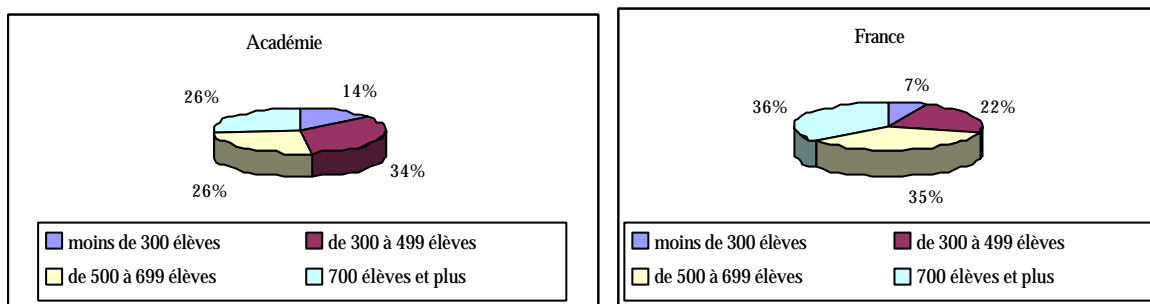 Académie
26%
14%
26%
34%
moins de 300 élèves
de 300 à 499 élèves
de 500 à 699 élèves
700 élèves et plus
France
7%
36%
22%
35%
moins de 300 élèves
de 300 à 499 élèves
de 500 à 699 élèves
700 élèves et plus